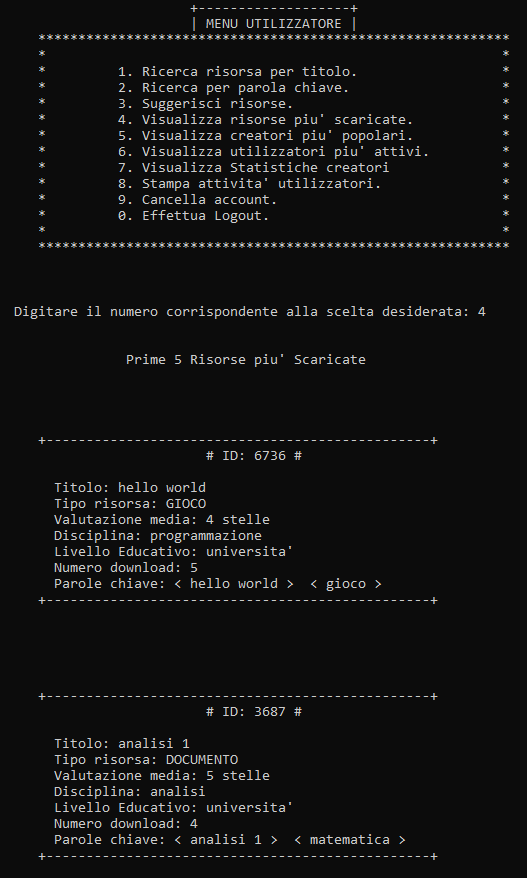 +-------------------+
| MENU UTILIZZATORE |
***********************************************************
*                                                         *
*         1. Ricerca risorsa per titolo.                  *
*         2. Ricerca per parola chiave.                   *
*         3. Suggerisci risorse.                          *
*         4. Visualizza risorse piu' scaricate.           *
*         5. Visualizza creatori piu' popolari.           *
*         6. Visualizza utilizzatori piu' attivi.         *
*         7. Visualizza Statistiche creatori              *
*         8. Stampa attivita' utilizzatori.               *
*         9. Cancella account.                            *
*         0. Effettua Logout.                             *
*                                                         *
***********************************************************
Digitare il numero corrispondente alla scelta desiderata: 4
Prime 5 Risorse piu' Scaricate
+------------------------------------------------+
# ID: 6736 #
Titolo: hello world
Tipo risorsa: GIOCO
Valutazione media: 4 stelle
Disciplina: programmazione
Livello Educativo: universita'
Numero download: 5
Parole chiave: < hello world >  < gioco >
+------------------------------------------------+
+------------------------------------------------+
# ID: 3687 #
Titolo: analisi 1
Tipo risorsa: DOCUMENTO
Valutazione media: 5 stelle
Disciplina: analisi
Livello Educativo: universita'
Numero download: 4
Parole chiave: < analisi 1 >  < matematica >
+------------------------------------------------+